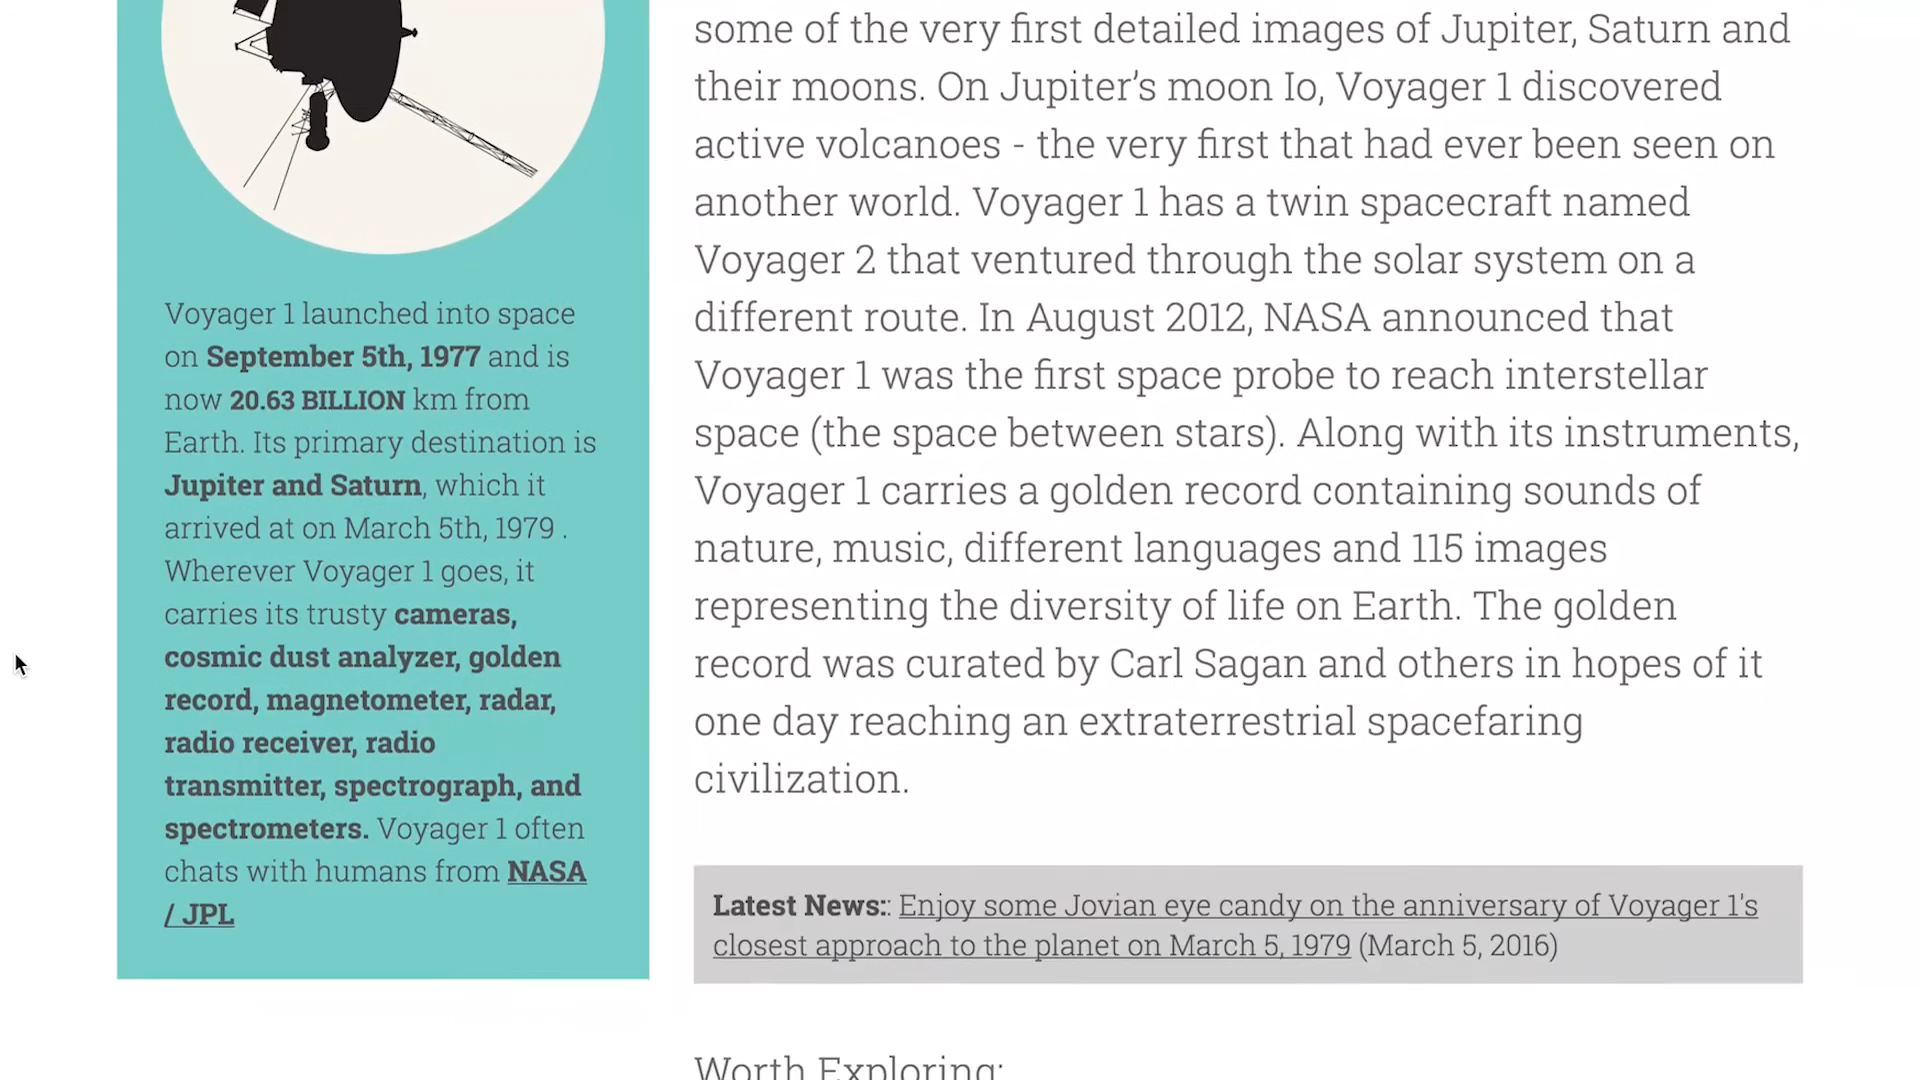 Voyager 1 launched into space
on September 5th, 1977 and is
now 20.63 BILLION km from
Earth. Its primary destination is
Jupiter and Saturn, which it
arrived at on March 5th, 1979 .
Wherever Voyager 1 goes, it
carries its trusty cameras,
cosmic dust analyzer, golden
record, magnetometer, radar,
radio receiver, radio
transmitter, spectrograph, and
spectrometers. Voyager 1 often
chats with humans from NASA
/ JPL
some of the very first detailed images of Jupiter, Saturn and
their moons. On Jupiter’s moon Io, Voyager 1 discovered
active volcanoes - the very first that had ever been seen on
another world. Voyager 1 has a twin spacecraft named
Voyager 2 that ventured through the solar system on a
different route. In August 2012, NASA announced that
Voyager 1 was the first space probe to reach interstellar
space (the space between stars). Along with its instruments,
Voyager 1 carries a golden record containing sounds of
nature, music, different languages and 115 images
representing the diversity of life on Earth. The golden
record was curated by Carl Sagan and others in hopes of it
one day reaching an extraterrestrial spacefaring
civilization.
Latest News:: Enjoy some Jovian eye candy on the anniversary of Voyager 1's
closest approach to the planet on March 5, 1979 (March 5, 2016)
Worth Exploring: